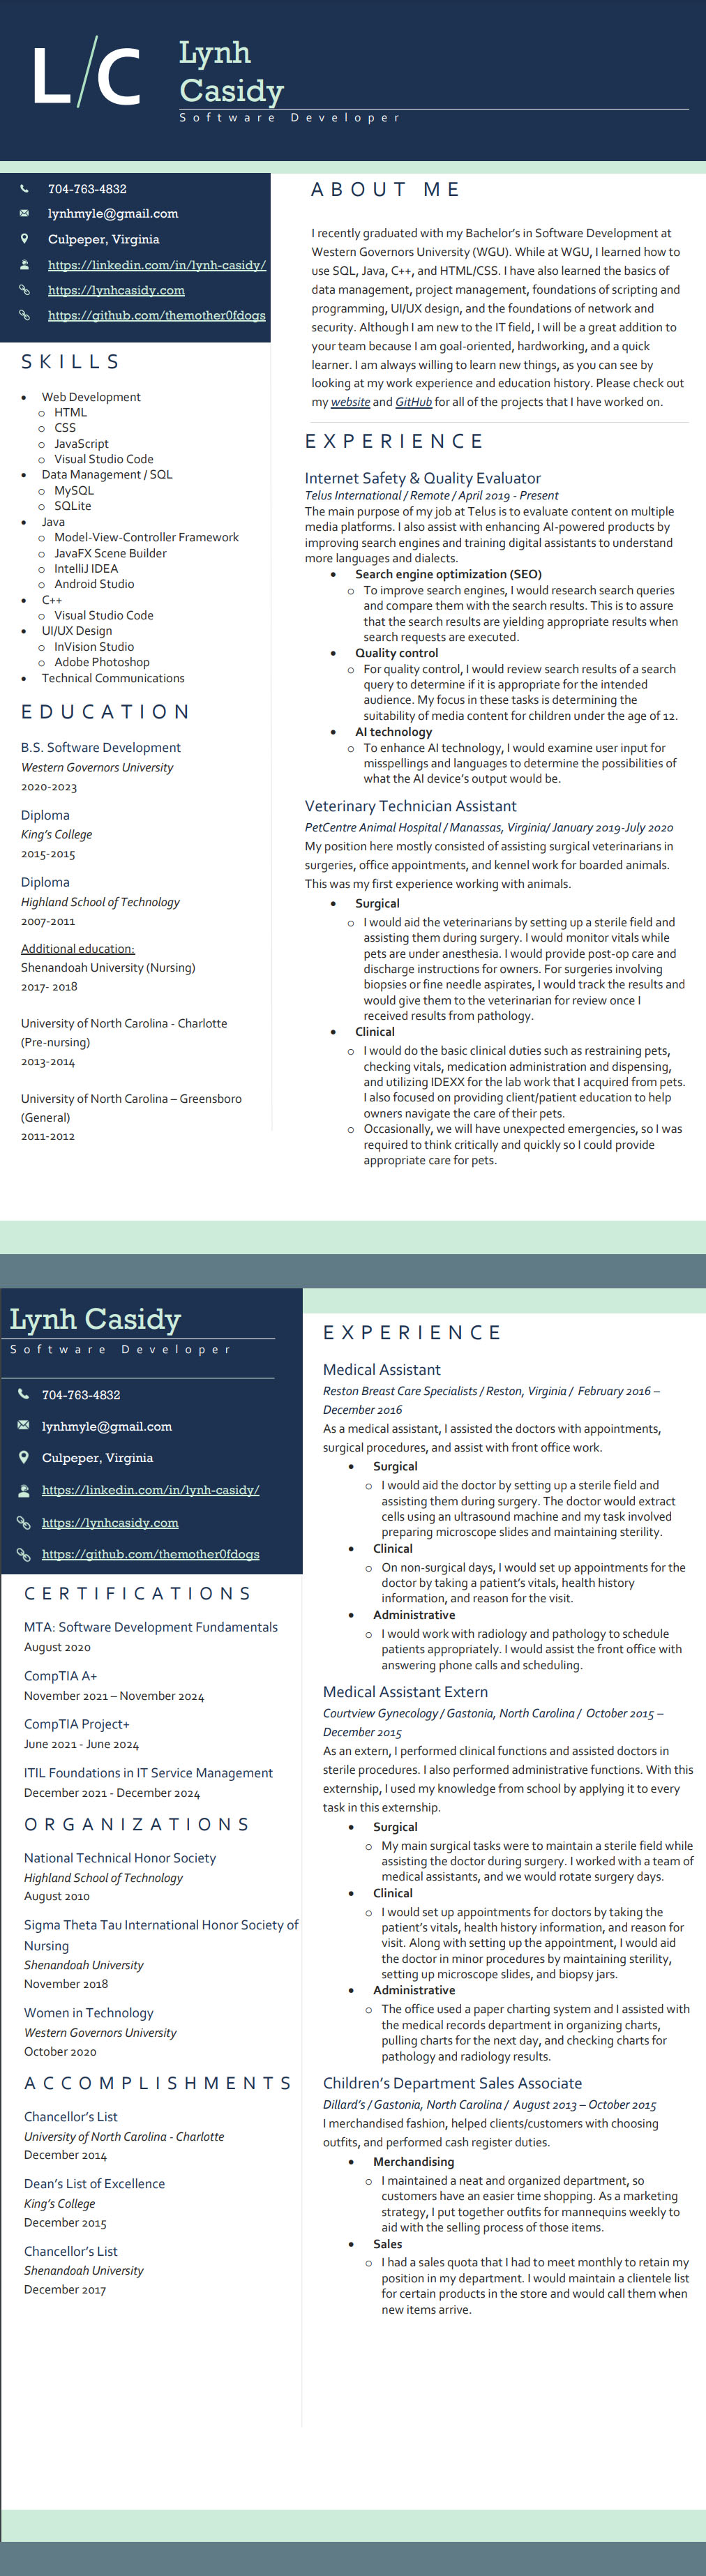 L/C
Lynh
Casidy
Software Developer
704-763-4832
lynhmyle@gmail.com
Culpeper, Virginia
https://linkedin.com/in/lynh-casidy/
https://lynhcasidy.com
https://github.com/themother0fdogs
SKILLS
• Web Development
o HTML
o CSS
o JavaScript
o Visual Studio Code
• Data Management / SQL
o MySQL
o SQLite
• Java
o Model-View-Controller Framework
o JavaFX Scene Builder
o IntelliJ IDEA
o Android Studio
• C++
o Visual Studio Code
• UI/UX Design
o InVision Studio
o Adobe Photoshop
• Technical Communications
EDUCATION
B.S. Software Development
Western Governors University
2020-2023
Diploma
King's College
2015-2015
Diploma
Highland School of Technology
2007-2011
Additional education:
Shenandoah University (Nursing)
2017- 2018
University of North Carolina - Charlotte
(Pre-nursing)
2013-2014
University of North Carolina – Greensboro
(General)
2011-2012
ABOUT ME
I recently graduated with my Bachelor's in Software Development at
Western Governors University (WGU). While at WGU, I learned how to
use SQL, Java, C++, and HTML/CSS. I have also learned the basics of
data management, project management, foundations of scripting and
programming, UI/UX design, and the foundations of network and
security. Although I am new to the IT field, I will be a great addition to
your team because I am goal-oriented, hardworking, and a quick
learner. I am always willing to learn new things, as you can see by
looking at my work experience and education history. Please check out
my website and GitHub for all of the projects that I have worked on.
EXPERIENCE
Internet Safety & Quality Evaluator
Telus International / Remote / April 2019 - Present
The main purpose of my job at Telus is to evaluate content on multiple
media platforms. I also assist with enhancing AI-powered products by
improving search engines and training digital assistants to understand
more languages and dialects.
• Search engine optimization (SEO)
o To improve search engines, I would research search queries
and compare them with the search results. This is to assure
that the search results are yielding appropriate results when
search requests are executed.
• Quality control
o For quality control, I would review search results of a search
query to determine if it is appropriate for the intended
audience. My focus in these tasks is determining the
suitability of media content for children under the age of 12.
• AI technology
o To enhance AI technology, I would examine user input for
misspellings and languages to determine the possibilities of
what the AI device's output would be.
Veterinary Technician Assistant
PetCentre Animal Hospital / Manassas, Virginia/ January 2019-July 2020
My position here mostly consisted of assisting surgical veterinarians in
surgeries, office appointments, and kennel work for boarded animals.
This was my first experience working with animals.
• Surgical
o I would aid the veterinarians by setting up a sterile field and
assisting them during surgery. I would monitor vitals while
pets are under anesthesia. I would provide post-op care and
discharge instructions for owners. For surgeries involving
biopsies or fine needle aspirates, I would track the results and
would give them to the veterinarian for review once I
received results from pathology.
• Clinical
o I would do the basic clinical duties such as restraining pets,
checking vitals, medication administration and dispensing,
and utilizing IDEXX for the lab work that I acquired from pets.
I also focused on providing client/patient education to help
owners navigate the care of their pets.
o Occasionally, we will have unexpected emergencies, so I was
required to think critically and quickly so I could provide
appropriate care for pets.
Lynh Casidy
Software Developer
704-763-4832
lynhmyle@gmail.com
Culpeper, Virginia
https://linkedin.com/in/lynh-casidy/
https://lynhcasidy.com
https://github.com/themother0fdogs
CERTIFICATIONS
MTA: Software Development Fundamentals
August 2020
CompTIA A+
November 2021 – November 2024
CompTIA Project+
June 2021 - June 2024
ITIL Foundations in IT Service Management
December 2021 - December 2024
ORGANIZATIONS
National Technical Honor Society
Highland School of Technology
August 2010
Sigma Theta Tau International Honor Society of
Nursing
Shenandoah University
November 2018
Women in Technology
Western Governors University
October 2020
ACCOMPLISHMENTS
Chancellor's List
University of North Carolina - Charlotte
December 2014
Dean's List of Excellence
King's College
December 2015
Chancellor's List
Shenandoah University
December 2017
EXPERIENCE
Medical Assistant
Reston Breast Care Specialists / Reston, Virginia / February 2016 –
December 2016
As a medical assistant, I assisted the doctors with appointments,
surgical procedures, and assist with front office work.
• Surgical
o I would aid the doctor by setting up a sterile field and
assisting them during surgery. The doctor would extract
cells using an ultrasound machine and my task involved
preparing microscope slides and maintaining sterility.
• Clinical
o On non-surgical days, I would set up appointments for the
doctor by taking a patient's vitals, health history
information, and reason for the visit.
• Administrative
o I would work with radiology and pathology to schedule
patients appropriately. I would assist the front office with
answering phone calls and scheduling.
Medical Assistant Extern
Courtview Gynecology / Gastonia, North Carolina / October 2015 –
December 2015
As an extern, I performed clinical functions and assisted doctors in
sterile procedures. I also performed administrative functions. With this
externship, I used my knowledge from school by applying it to every
task in this externship.
• Surgical
o My main surgical tasks were to maintain a sterile field while
assisting the doctor during surgery. I worked with a team of
medical assistants, and we would rotate surgery days.
• Clinical
o I would set up appointments for doctors by taking the
patient's vitals, health history information, and reason for
visit. Along with setting up the appointment, I would aid
the doctor in minor procedures by maintaining sterility,
setting up microscope slides, and biopsy jars.
• Administrative
o The office used a paper charting system and I assisted with
the medical records department in organizing charts,
pulling charts for the next day, and checking charts for
pathology and radiology results.
Children's Department Sales Associate
Dillard's / Gastonia, North Carolina / August 2013 – October 2015
I merchandised fashion, helped clients/customers with choosing
outfits, and performed cash register duties.
• Merchandising
o I maintained a neat and organized department, so
customers have an easier time shopping. As a marketing
strategy, I put together outfits for mannequins weekly to
aid with the selling process of those items.
• Sales
o I had a sales quota that I had to meet monthly to retain my
position in my department. I would maintain a clientele list
for certain products in the store and would call them when
new items arrive.